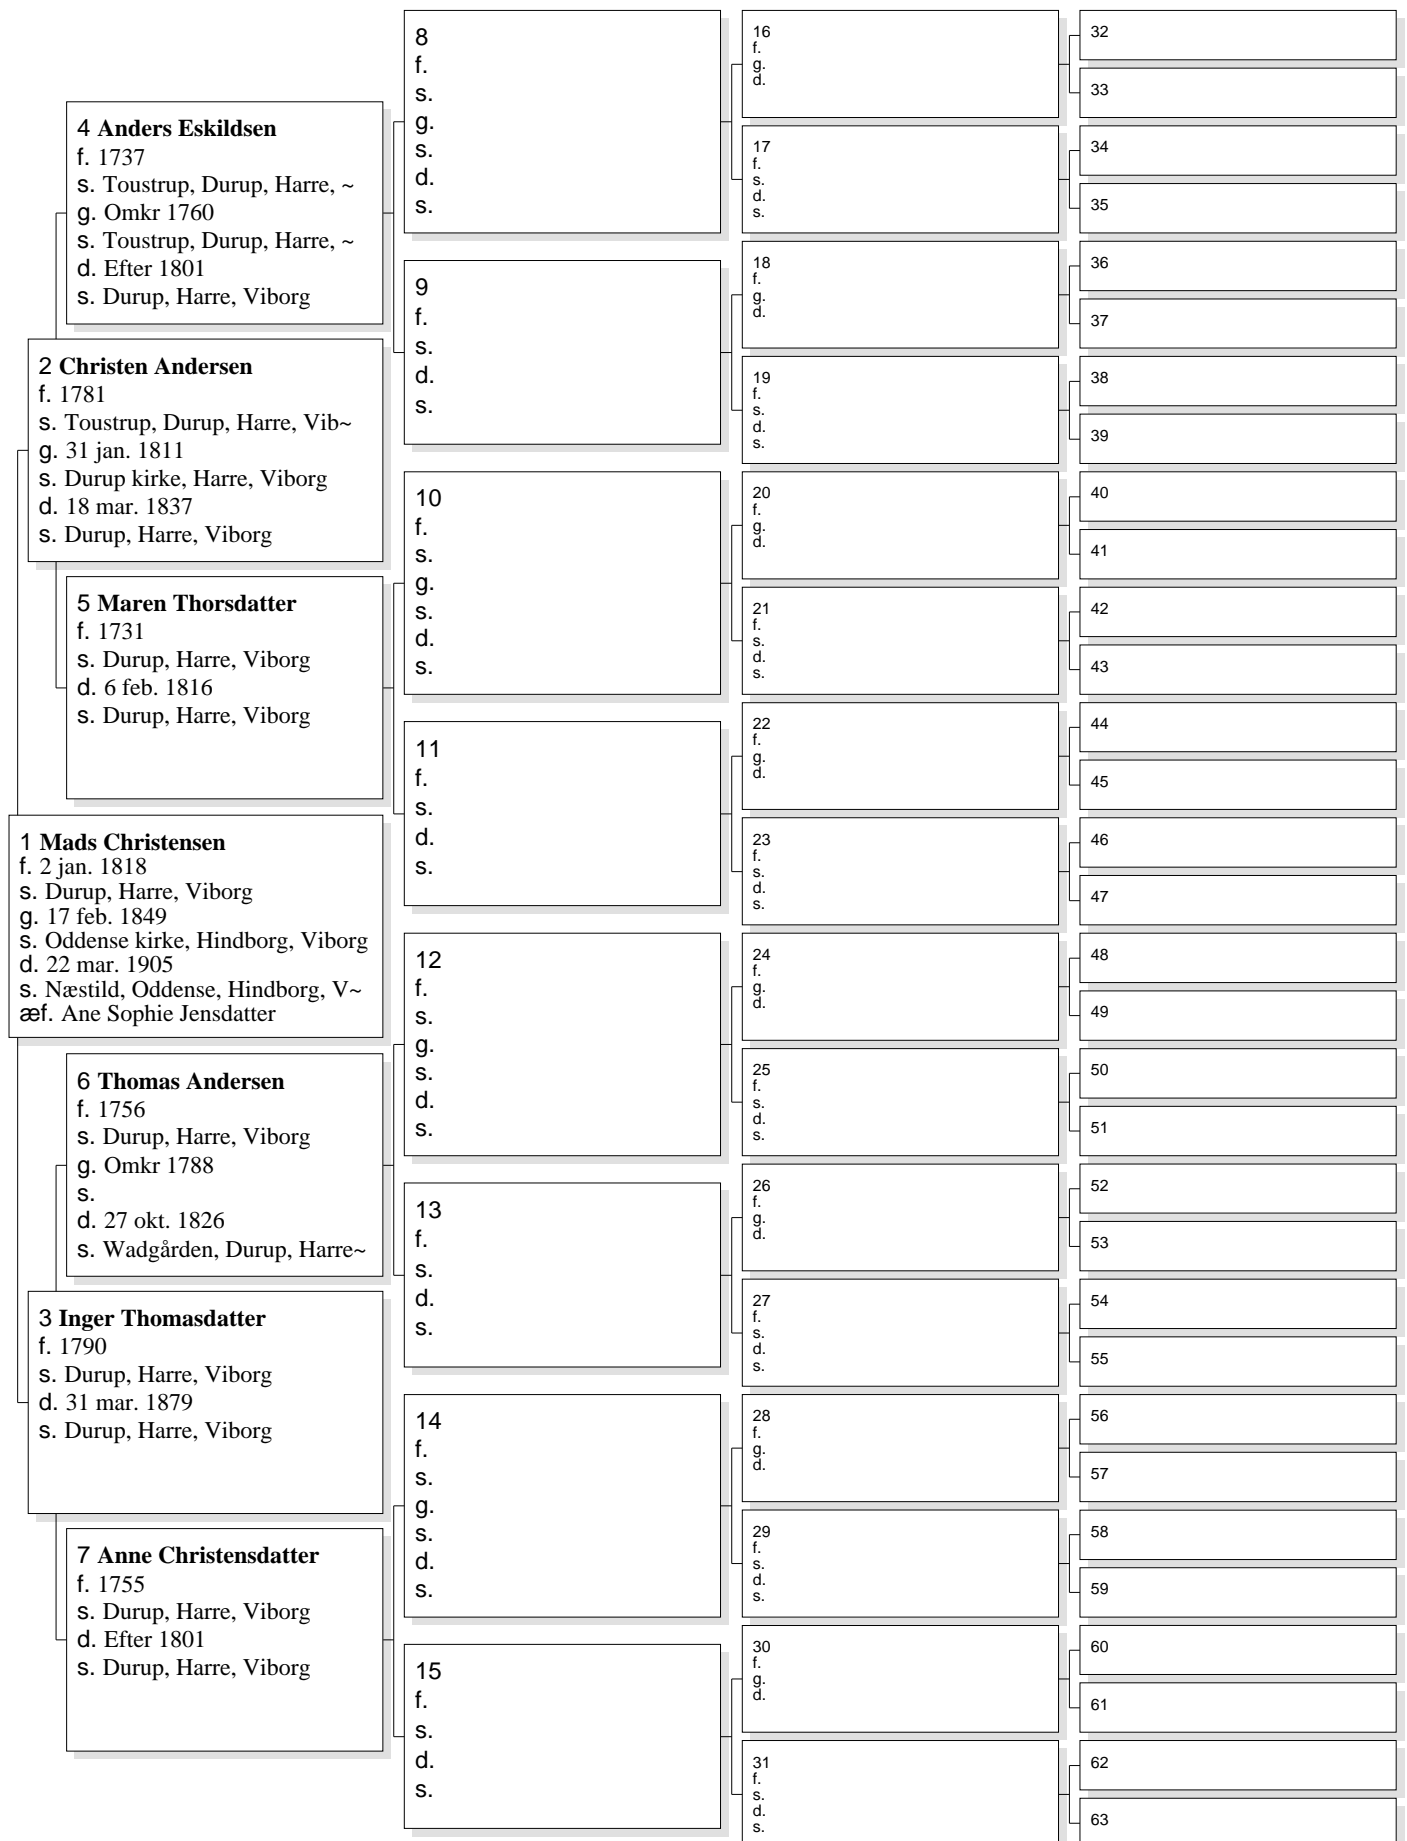 4 Anders Eskildsen
f. 1737
s. Toustrup, Durup, Harre, ~
g. Omkr 1760
s. Toustrup, Durup, Harre, ~
d. Efter 1801
s. Durup, Harre, Viborg
2 Christen Andersen
f. 1781
s. Toustrup, Durup, Harre, Vib~
g. 31 jan. 1811
s. Durup kirke, Harre, Viborg
d. 18 mar. 1837
s. Durup, Harre, Viborg
5 Maren Thorsdatter
f. 1731
s. Durup, Harre, Viborg
d. 6 feb. 1816
s. Durup, Harre, Viborg
1 Mads Christensen
f. 2 jan. 1818
s. Durup, Harre, Viborg
g. 17 feb. 1849
s. Oddense kirke, Hindborg, Viborg
d. 22 mar. 1905
s. Næstild, Oddense, Hindborg, V~
æf. Ane Sophie Jensdatter
6 Thomas Andersen
f. 1756
s. Durup, Harre, Viborg
g. Omkr 1788
s.
d. 27 okt. 1826
s. Wadgården, Durup, Harre~
3 Inger Thomasdatter
f. 1790
s. Durup, Harre, Viborg
d. 31 mar. 1879
s. Durup, Harre, Viborg
7 Anne Christensdatter
f. 1755
s. Durup, Harre, Viborg
d. Efter 1801
s. Durup, Harre, Viborg
8
f.
s.
g.
s.
d.
s.
9
f.
s.
d.
s.
10
f.
s.
g.
s.
d.
s.
11
f.
s.
d.
s.
12
f.
s.
g.
s.
d.
s.
13
f.
s.
d.
s.
14
f.
s.
g.
s.
d.
s.
15
f.
s.
d.
s.
16
f.
g.
d.
17
f.
s.
d.
s.
18
f.
g.
d.
19
f.
s.
d.
s.
20
f.
g.
d.
21
f.
s.
d.
s.
22
f.
g.
d.
23
f.
s.
d.
s.
24
f.
g.
d.
25
f.
s.
d.
s.
26
f.
g.
d.
27
f.
s.
d.
s.
28
f.
g.
d.
29
f.
s.
d.
s.
30
f.
g.
d.
31
f.
s.
d.
s.
32
33
34
35
36
37
38
39
40
41
42
43
44
45
46
47
48
49
50
51
52
53
54
55
56
57
58
59
60
61
62
63